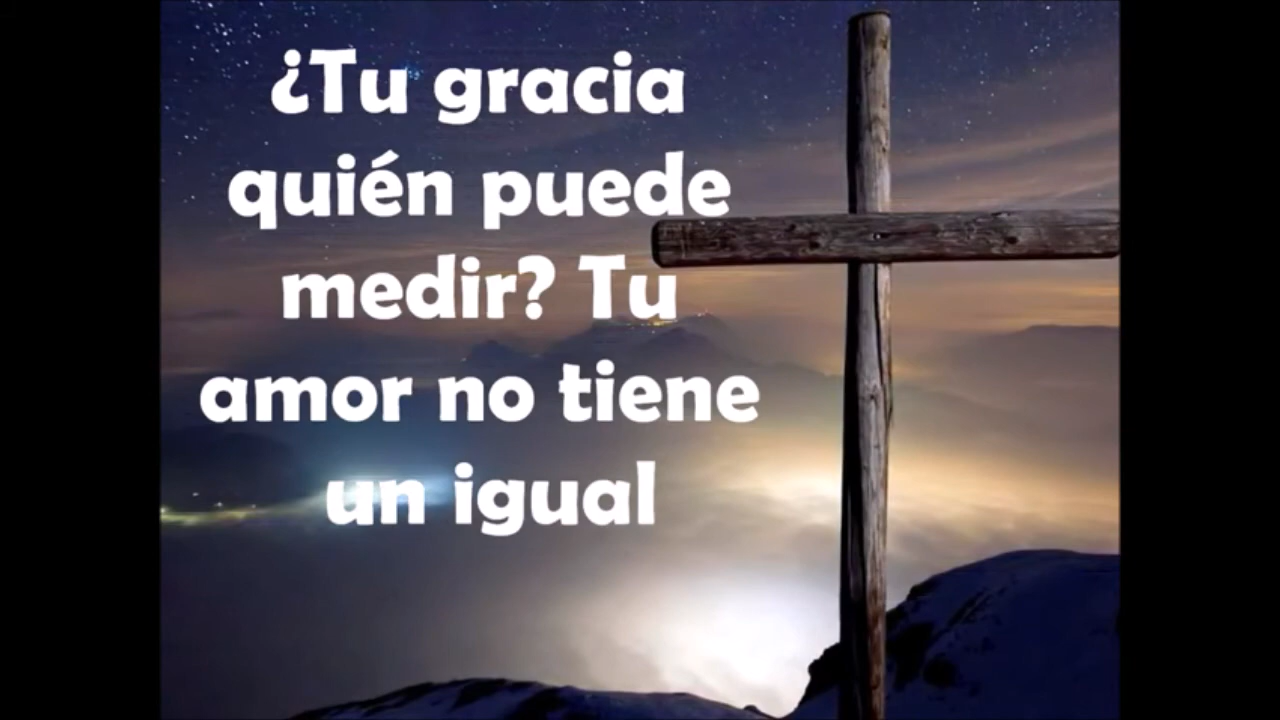 ¿Tu gracia
quién puede
medir? Tu
amor no tiene
un igual